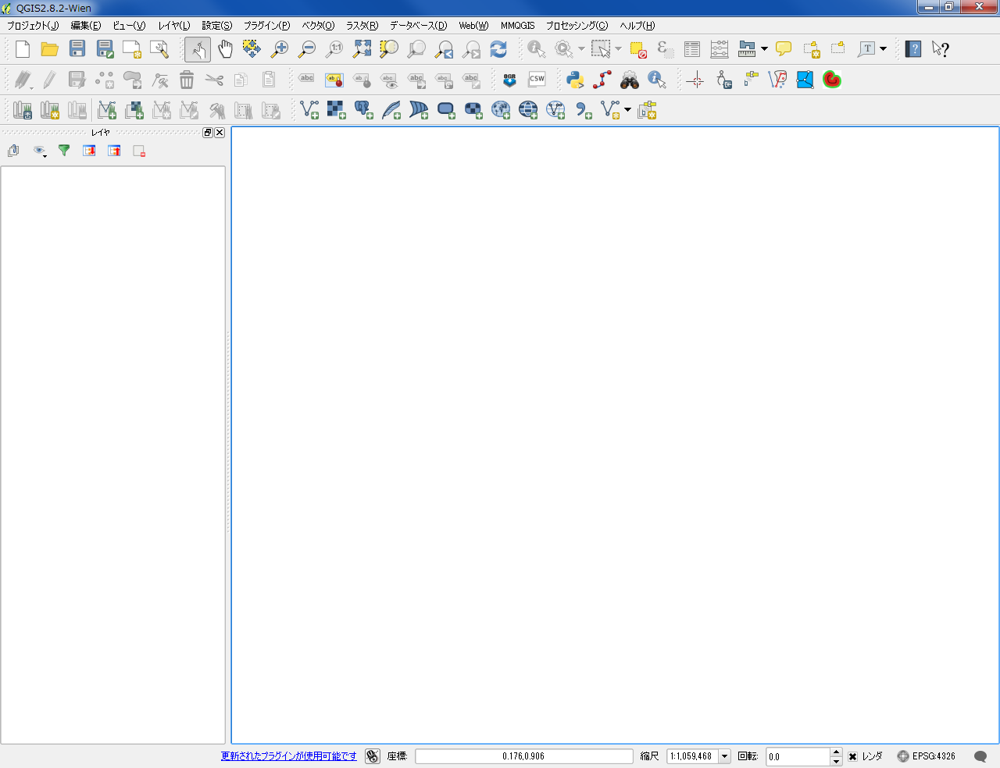 QGIS2.8.2-Wien
プロジェクト(J) 編集(E) ビュー(V) レイヤ(L) 設定(S) プラグイン(P) ベクタ(O) ラスタ(R) データベース(D) Web(W) MMQGIS プロセッシング(C) ヘルプ(H)
1:1 ε T ?
abc ab abc abc abc abc OGR CSW
レイヤ
更新されたプラグインが使用可能です 座標: 0.176,0.906 縮尺 1:1,059,468 回転: 0.0 レンダ EPSG:4326